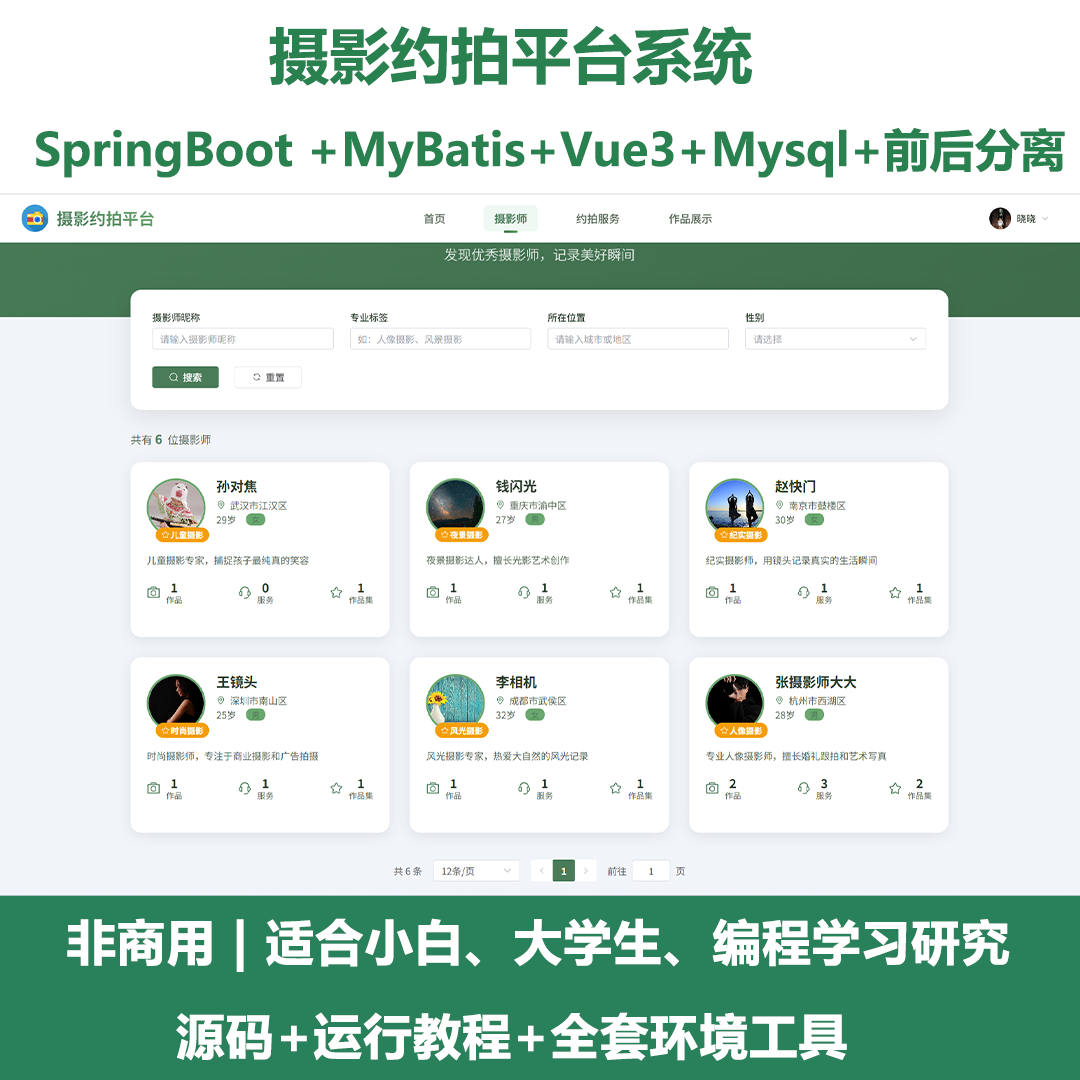 摄影约拍平台系统
SpringBoot +MyBatis+Vue3+Mysql+前后分离
摄影约拍平台 首页 摄影师 约拍服务 作品展示 晓晓
发现优秀摄影师，记录美好瞬间
摄影师昵称 专业标签 所在位置 性别
请输入摄影师昵称 如：人像摄影、风景摄影 请输入城市或地区 请选择
搜索 重置
共有 6 位摄影师
孙对焦
武汉市江汉区
29岁 女
儿童摄影
儿童摄影专家，捕捉孩子最纯真的笑容
1 作品 0 服务 1 作品集
钱闪光
重庆市渝中区
27岁 男
夜景摄影
夜景摄影达人，擅长光影艺术创作
1 作品 1 服务 1 作品集
赵快门
南京市鼓楼区
30岁 女
纪实摄影
纪实摄影师，用镜头记录真实的生活瞬间
1 作品 1 服务 1 作品集
王镜头
深圳市南山区
25岁 男
时尚摄影
时尚摄影师，专注于商业摄影和广告拍摄
1 作品 1 服务 1 作品集
李相机
成都市武侯区
32岁 女
风光摄影
风光摄影专家，热爱大自然的风光记录
1 作品 1 服务 1 作品集
张摄影师大大
杭州市西湖区
28岁 男
人像摄影
专业人像摄影师，擅长婚礼跟拍和艺术写真
2 作品 3 服务 2 作品集
共 6 条 12条/页 1 前往 1 页
非商用｜适合小白、大学生、编程学习研究
源码+运行教程+全套环境工具